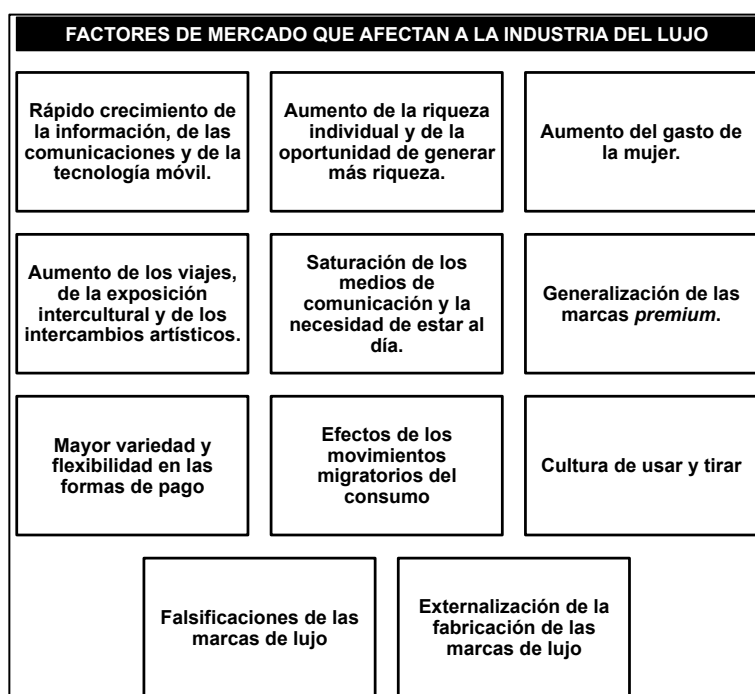 FACTORES DE MERCADO QUE AFECTAN A LA INDUSTRIA DEL LUJO
Rápido crecimiento de
la información, de las
comunicaciones y de la
tecnología móvil.
Aumento de la riqueza
individual y de la
oportunidad de generar
más riqueza.
Aumento del gasto de
la mujer.
Aumento de los viajes,
de la exposición
intercultural y de los
intercambios artísticos.
Saturación de los
medios de
comunicación y la
necesidad de estar al
día.
Generalización de las
marcas premium.
Mayor variedad y
flexibilidad en las
formas de pago
Efectos de los
movimientos
migratorios del
consumo
Cultura de usar y tirar
Falsificaciones de las
marcas de lujo
Externalización de la
fabricación de las
marcas de lujo